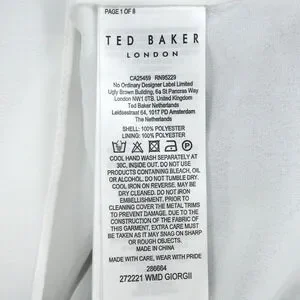 PAGE 1 OF 8
TED BAKER
LONDON
CA25459 RN95229
No Ordinary Designer Label Limited
Ugly Brown Building, 6a St Pancras Way
London NW1 0TB. United Kingdom
Ted Baker Netherlands
Leidsestraat 64, 1017 PD Amsterdam
The Netherlands
SHELL: 100% POLYESTER
LINING: 100% POLYESTER
COOL HAND WASH SEPARATELY AT
30C, INSIDE OUT. DO NOT USE
PRODUCTS CONTAINING BLEACH, OIL
OR ALCOHOL. DO NOT TUMBLE DRY.
COOL IRON ON REVERSE. MAY BE
DRY CLEANED. DO NOT IRON
EMBELLISHMENT. PRIOR TO
CLEANING COVER THE METAL TRIMS
TO PREVENT DAMAGE. DUE TO THE
CONSTRUCTION OF THE FABRIC OF
THIS GARMENT, EXTRA CARE MUST
BE TAKEN AS IT MAY SNAG ON SHARP
OR ROUGH OBJECTS.
MADE IN CHINA
MADE WITH CARE, WEAR WITH PRIDE
286664
272221 WMD GIORGII